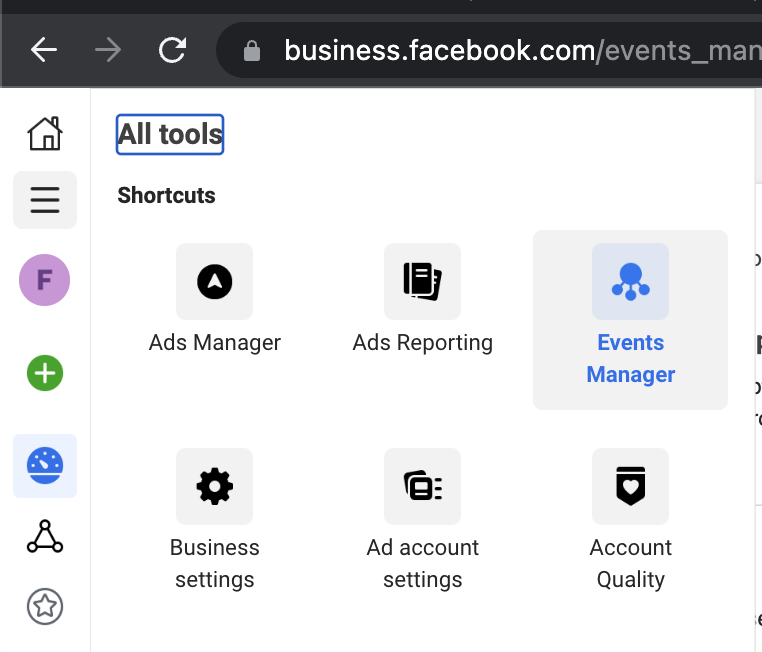 business.facebook.com/events_man
All tools
Shortcuts
F
Ads Manager
Ads Reporting
Events
Manager
Business
settings
Ad account
settings
Account
Quality